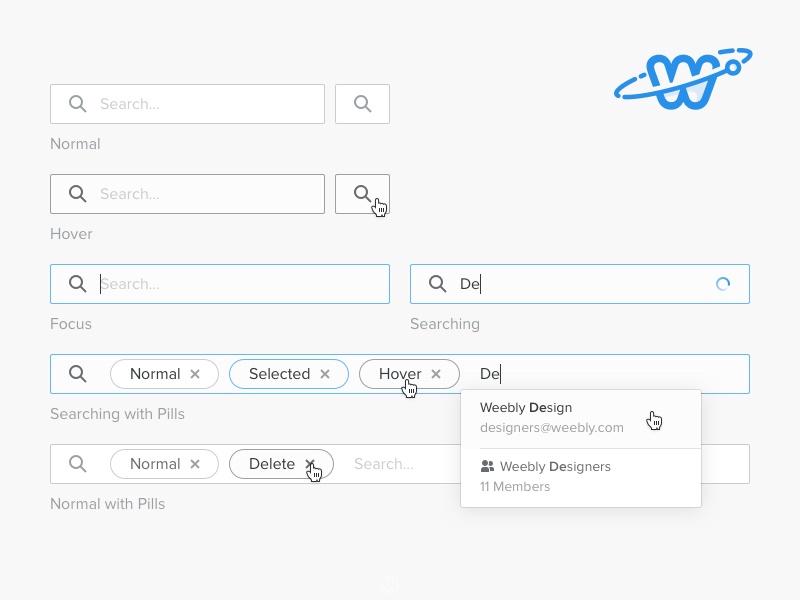 Search...
Normal
Search...
Hover
Search...
Focus
De
Searching
Normal Selected Hover De
Searching with Pills
Weebly Design
designers@weebly.com
Weebly Designers
11 Members
Normal Delete Search...
Normal with Pills